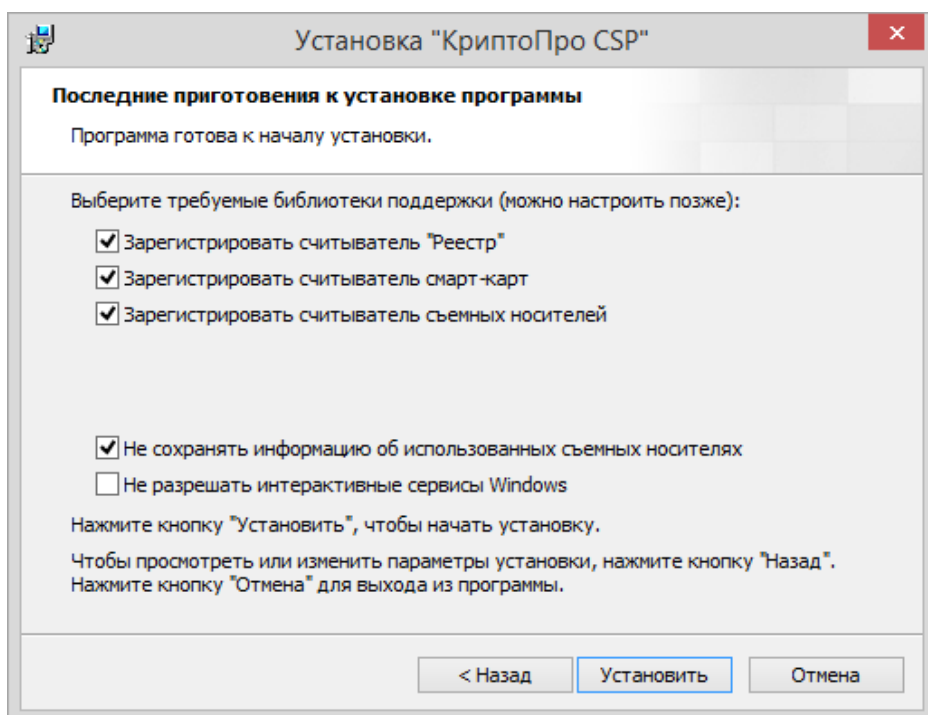 Установка "КриптоПро CSP"
Последние приготовения к установке программы
Программа готова к началу установки.
Выберите требуемые библиотеки поддержки (можно настроить позже):
Зарегистрировать считыватель "Реестр"
Зарегистрировать считыватель смарт-карт
Зарегистрировать считыватель съемных носителей
Не сохранять информацию об использованных съемных носителях
Не разрешать интерактивные сервисы Windows
Нажмите кнопку "Установить", чтобы начать установку.
Чтобы просмотреть или изменить параметры установки, нажмите кнопку "Назад".
Нажмите кнопку "Отмена" для выхода из программы.
< Назад
Установить
Отмена